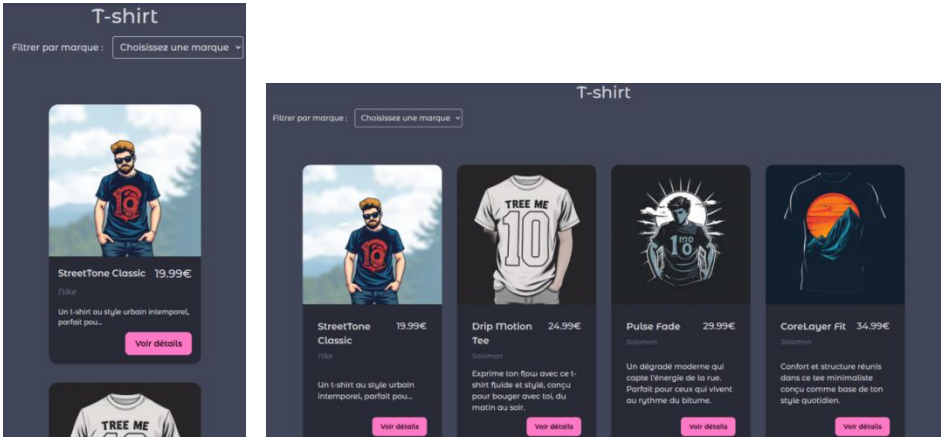 T-shirt
Filtrer par marque : Choisissez une marque
10
StreetTone Classic 19.99€
Nike
Un t-shirt au style urbain intemporel,
parfait pou...
Voir détails
TREE ME
T-shirt
Filtrer par marque : Choisissez une marque
10
StreetTone 19.99€
Classic
Nike
Un t-shirt au style urbain
intemporel, parfait pou...
Voir détails
TREE ME
10
Drip Motion 24.99€
Tee
Salomon
Exprime ton flow avec ce t-
shirt fluide et stylé, conçu
pour bouger avec toi, du
matin au soir.
Voir détails
Pulse Fade 29.99€
Salomon
Un dégradé moderne qui
capte l'énergie de la rue.
Parfait pour ceux qui vivent
au rythme du bitume.
Voir détails
CoreLayer Fit 34.99€
Salomon
Confort et structure réunis
dans ce tee minimaliste
conçu comme base de ton
style quotidien.
Voir détails